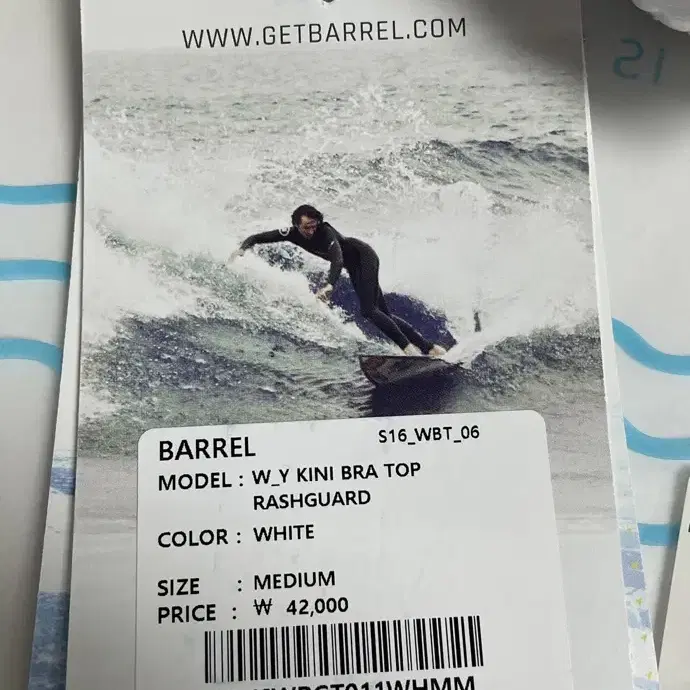 WWW.GETBARREL.COM
BARREL S16_WBT_06
MODEL : W_Y KINI BRA TOP
RASHGUARD
COLOR : WHITE
SIZE : MEDIUM
PRICE : ₩ 42,000